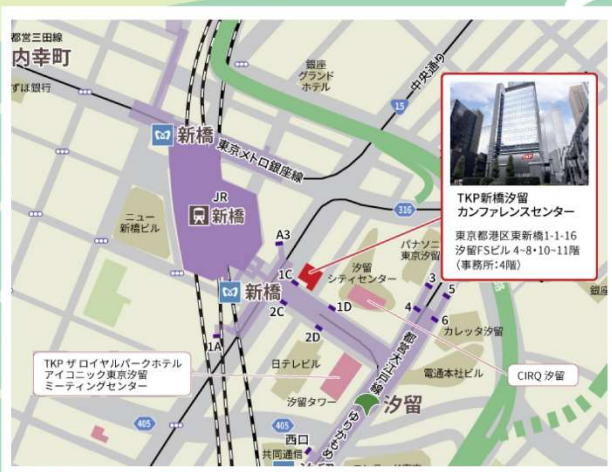 都営三田線
内幸町
ずほ銀行
銀座
グランド
ホテル
中央通り
15
新橋
東京メトロ銀座線
JR
新橋
ニュー
新橋ビル
316
A3
パナソニ
東京汐留
汐留
シティセンター
1C
新橋
2C
1D
2D
1A
3
5
4
6
銀座
カレッタ汐留
都営大江戸線
ゆりかもめ
日テレビル
電通本社ビル
汐留タワー
汐留
405
405
西口
共同通信
TKP
TKP新橋汐留
カンファレンスセンター
東京都港区東新橋1-1-16
汐留FSビル 4~8・10~11階
(事務所:4階)
TKP ザ ロイヤルパークホテル
アイコニック東京汐留
ミーティングセンター
CIRQ 汐留